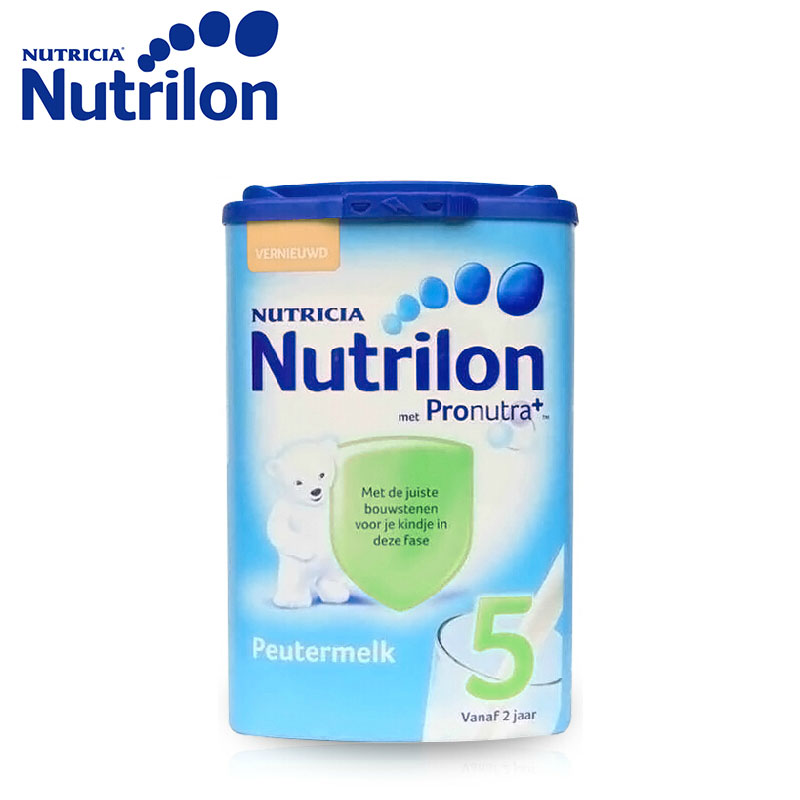 NUTRICIA®
Nutrilon
VERNIEUWD
NUTRICIA
Nutrilon
met Pronutra+™
Met de juiste
bouwstenen
voor je kindje in
deze fase
Peutermelk
5
Vanaf 2 jaar